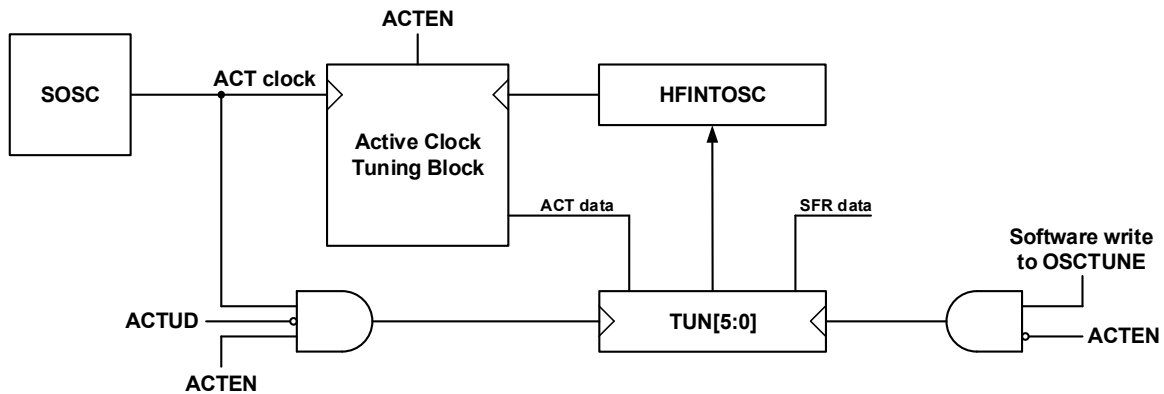 ACTEN
SOSC
ACT clock
HFINTOSC
Active Clock
Tuning Block
ACT data
SFR data
Software write
to OSCTUNE
ACTUD
TUN[5:0]
ACTEN
ACTEN